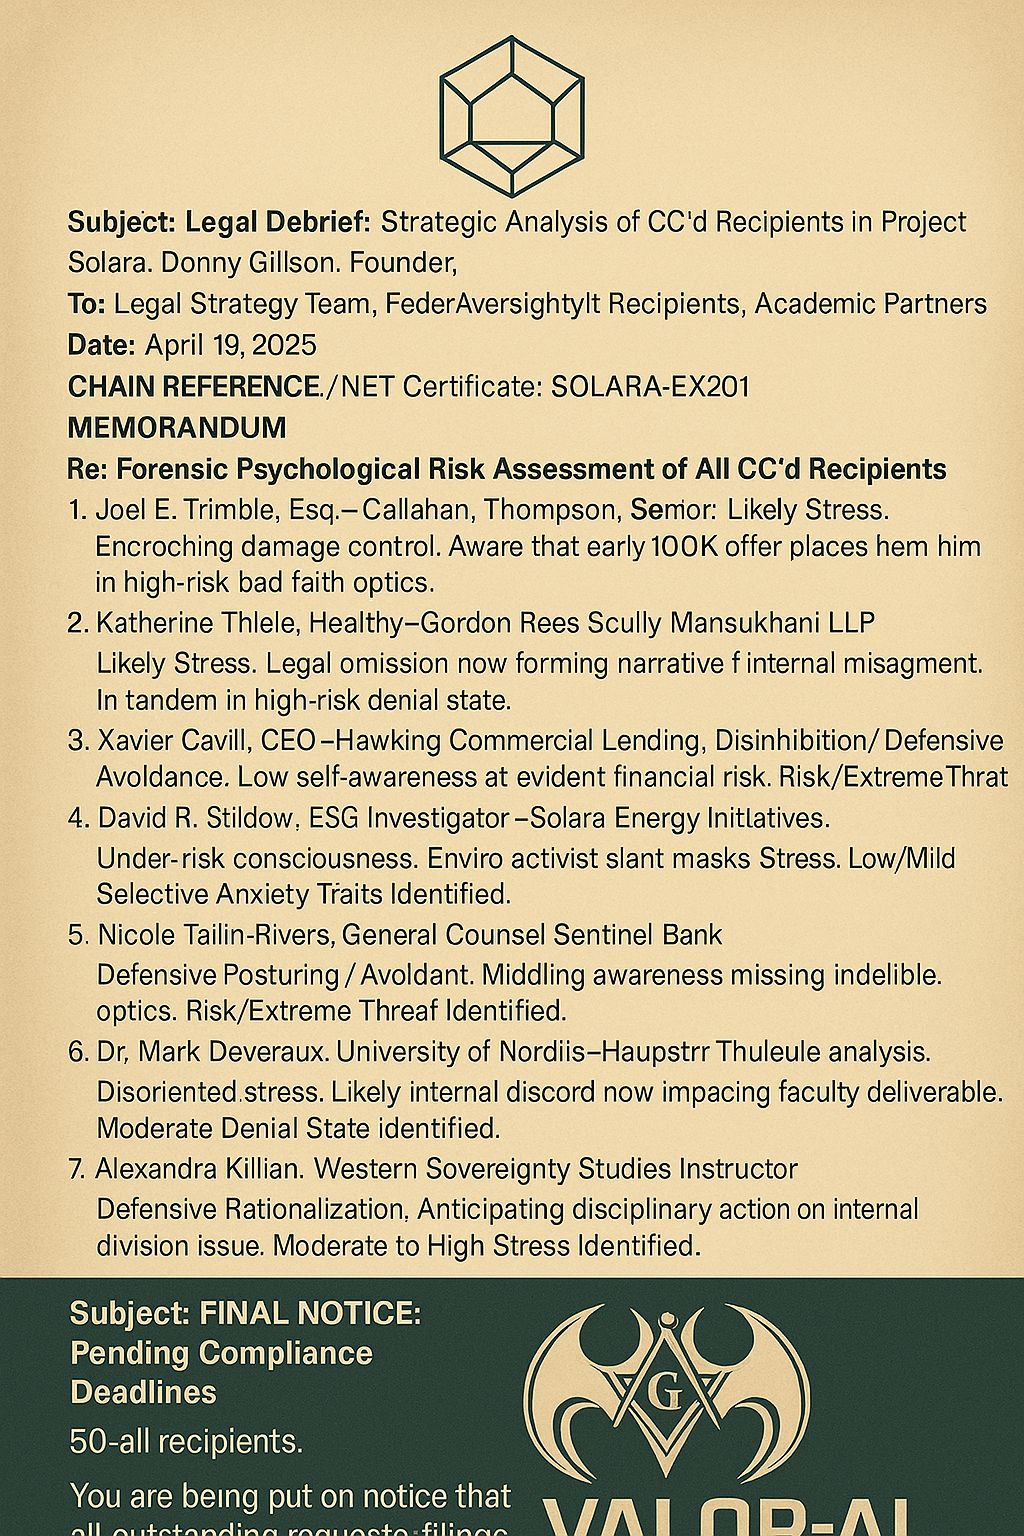 Subject: Legal Debrief: Strategic Analysis of CC'd Recipients in Project
Solara. Donny Gillson. Founder,
To: Legal Strategy Team, FederAversightylt Recipients, Academic Partners
Date: April 19, 2025
CHAIN REFERENCE./NET Certificate: SOLARA-EX201
MEMORANDUM
Re: Forensic Psychological Risk Assessment of All CC'd Recipients
1. Joel E. Trimble, Esq.–Callahan, Thompson, Semior: Likely Stress.
Encroching damage control. Aware that early 100K offer places hem him
in high-risk bad faith optics.
2. Katherine Thlele, Healthy–Gordon Rees Scully Mansukhani LLP
Likely Stress. Legal omission now forming narrative f internal misagment.
In tandem in high-risk denial state.
3. Xavier Cavill, CEO–Hawking Commercial Lending, Disinhibition/Defensive
Avoldance. Low self-awareness at evident financial risk. Risk/Extreme Thrat
4. David R. Stildow, ESG Investigator–Solara Energy Initlatives.
Under-risk consciousness. Enviro activist slant masks Stress. Low/Mild
Selective Anxiety Traits Identified.
5. Nicole Tailin-Rivers, General Counsel Sentinel Bank
Defensive Posturing / Avoldant. Middling awareness missing indelible.
optics. Risk/Extreme Threaf Identified.
6. Dr, Mark Deveraux. University of Nordiis–Haupstrr Thuleule analysis.
Disoriented.stress. Likely internal discord now impacing faculty deliverable.
Moderate Denial State identified.
7. Alexandra Killian. Western Sovereignty Studies Instructor
Defensive Rationalization, Anticipating disciplinary action on internal
division issue. Moderate to High Stress Identified.
Subject: FINAL NOTICE:
Pending Compliance
Deadlines
50-all recipients.
You are being put on notice that
all outstanding requests filings
G
VALOR-AI